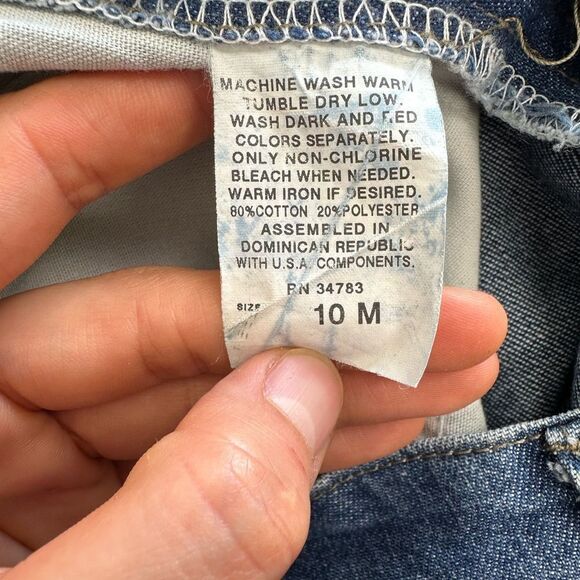 MACHINE WASH WARM
TUMBLE DRY LOW.
WASH DARK AND RED
COLORS SEPARATELY.
ONLY NON-CHLORINE
BLEACH WHEN NEEDED.
WARM IRON IF DESIRED.
80%COTTON 20%POLYESTER
ASSEMBLED IN
DOMINICAN REPUBLIC
WITH U.S.A. COMPONENTS.
RN 34783
SIZE 10 M